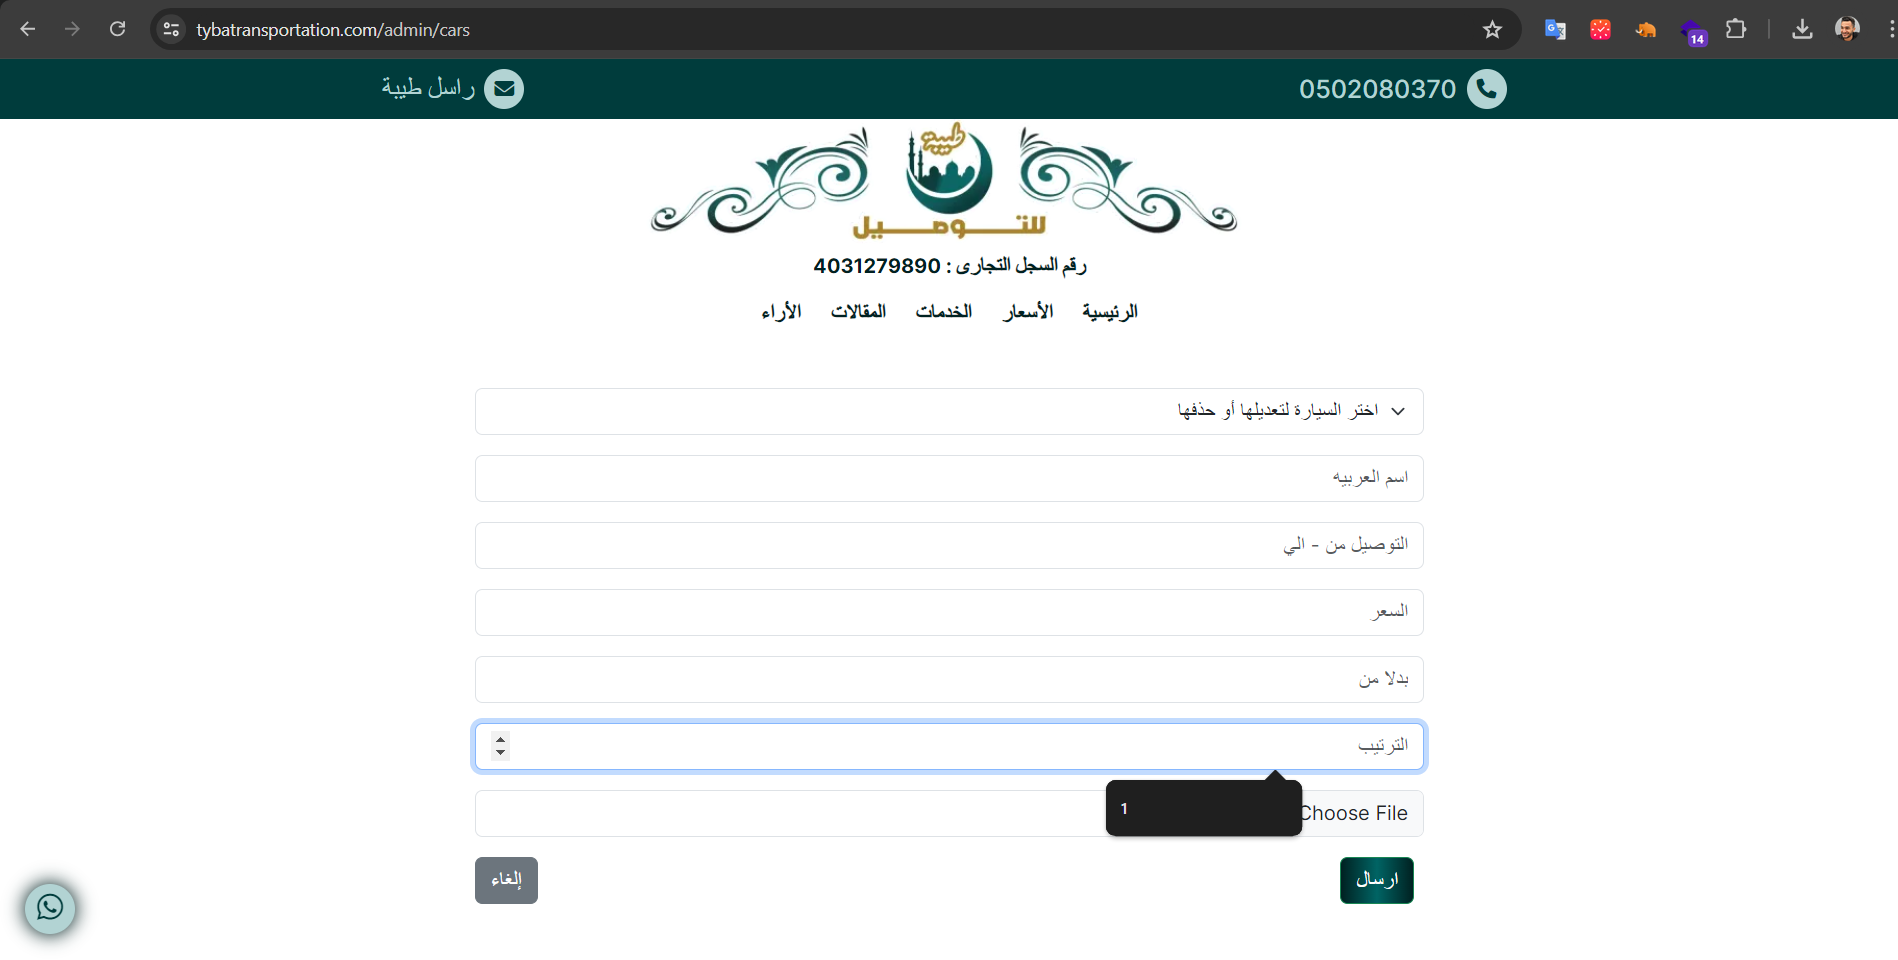 tybatransportation.com/admin/cars
14
0502080370
راسل طيبة
طيبة
للتوصيل
رقم السجل التجارى : 4031279890
الرئيسية
الأسعار
الخدمات
المقالات
الأراء
اختر السيارة لتعديلها أو حذفها
اسم العربيه
التوصيل من - الي
السعر
بدلا من
الترتيب
1
Choose File
ارسال
إلغاء